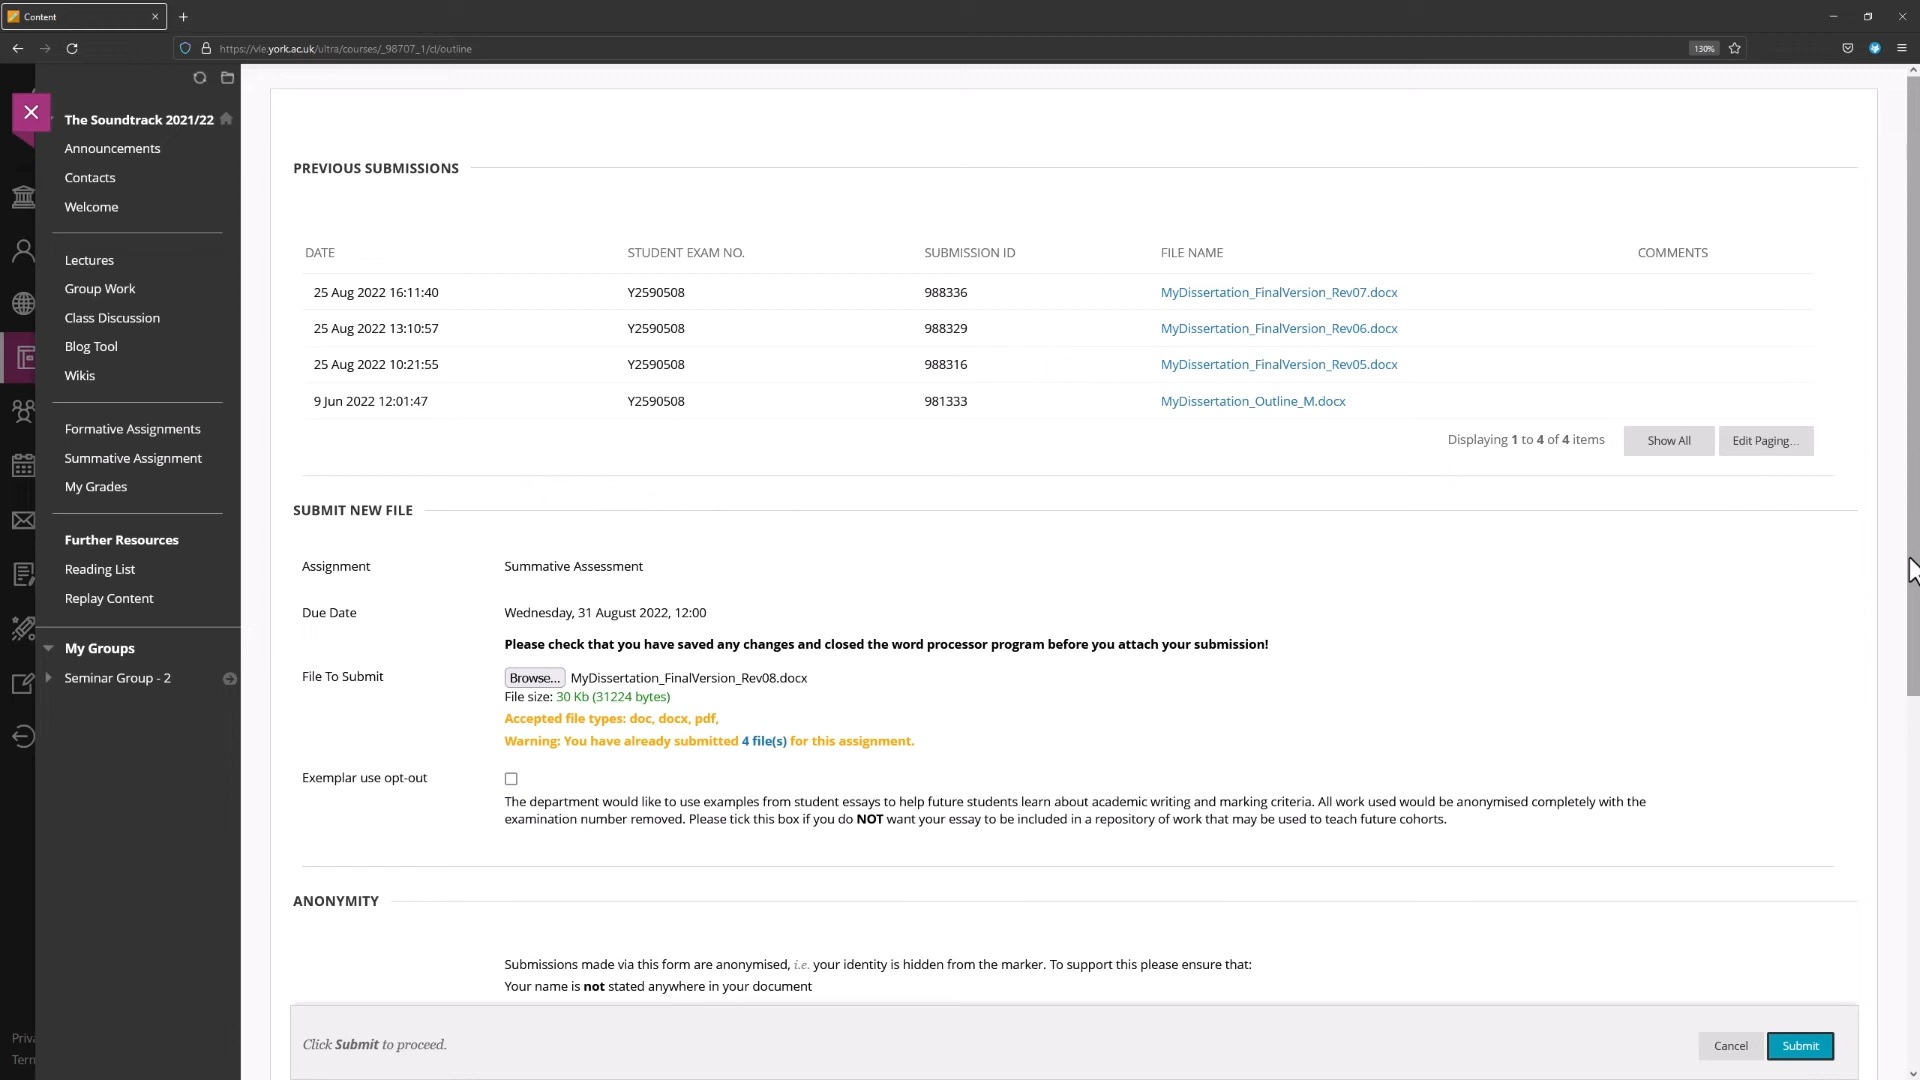 Content
https://vle.york.ac.uk/ultra/courses/_98707_1/cl/outline
130%
The Soundtrack 2021/22
Announcements
Contacts
Welcome
Lectures
Group Work
Class Discussion
Blog Tool
Wikis
Formative Assignments
Summative Assignment
My Grades
Further Resources
Reading List
Replay Content
My Groups
Seminar Group - 2
PREVIOUS SUBMISSIONS
DATE STUDENT EXAM NO. SUBMISSION ID FILE NAME COMMENTS
25 Aug 2022 16:11:40 Y2590508 988336 MyDissertation_FinalVersion_Rev07.docx
25 Aug 2022 13:10:57 Y2590508 988329 MyDissertation_FinalVersion_Rev06.docx
25 Aug 2022 10:21:55 Y2590508 988316 MyDissertation_FinalVersion_Rev05.docx
9 Jun 2022 12:01:47 Y2590508 981333 MyDissertation_Outline_M.docx
Displaying 1 to 4 of 4 items Show All Edit Paging...
SUBMIT NEW FILE
Assignment Summative Assessment
Due Date Wednesday, 31 August 2022, 12:00
Please check that you have saved any changes and closed the word processor program before you attach your submission!
File To Submit Browse... MyDissertation_FinalVersion_Rev08.docx
File size: 30 Kb (31224 bytes)
Accepted file types: doc, docx, pdf,
Warning: You have already submitted 4 file(s) for this assignment.
Exemplar use opt-out
The department would like to use examples from student essays to help future students learn about academic writing and marking criteria. All work used would be anonymised completely with the
examination number removed. Please tick this box if you do NOT want your essay to be included in a repository of work that may be used to teach future cohorts.
ANONYMITY
Submissions made via this form are anonymised, i.e. your identity is hidden from the marker. To support this please ensure that:
Your name is not stated anywhere in your document
Click Submit to proceed.
Cancel Submit